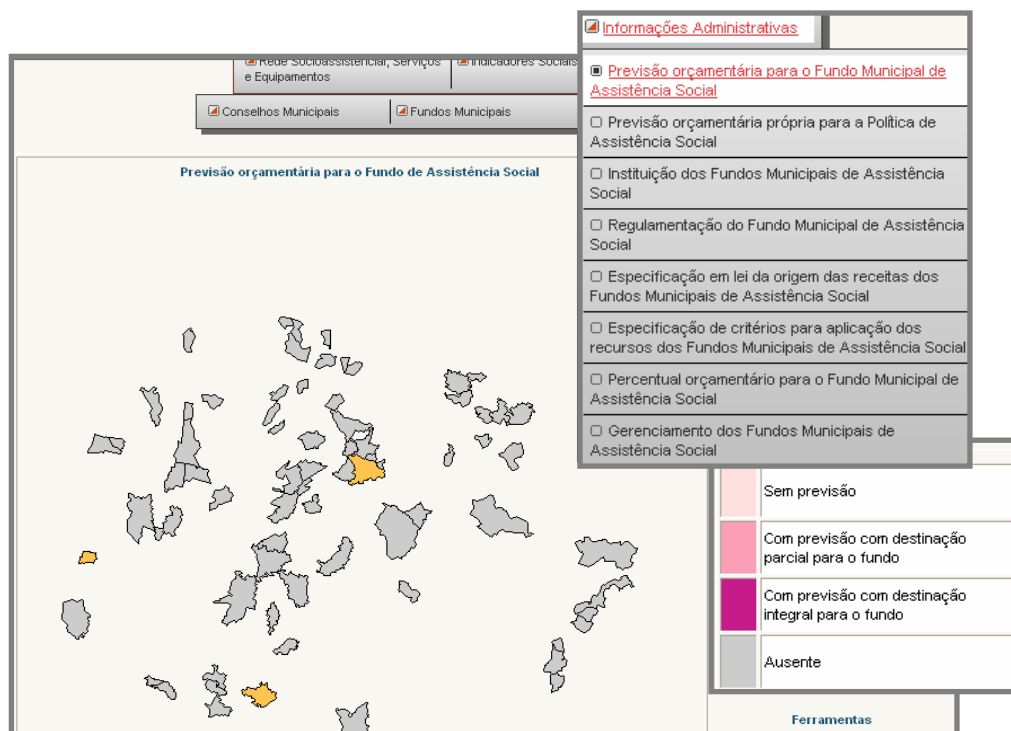 Informações Administrativas
Previsão orçamentária para o Fundo Municipal de
Assistência Social
Previsão orçamentária própria para a Política de
Assistência Social
Instituição dos Fundos Municipais de Assistência
Social
Regulamentação do Fundo Municipal de Assistência
Social
Especificação em lei da origem das receitas dos
Fundos Municipais de Assistência Social
Especificação de critérios para aplicação dos
recursos dos Fundos Municipais de Assistência Social
Percentual orçamentário para o Fundo Municipal de
Assistência Social
Gerenciamento dos Fundos Municipais de
Assistência Social
Rede Socioassistencial, Serviços
e Equipamentos
Indicadores Sociais
Conselhos Municipais
Fundos Municipais
Previsão orçamentária para o Fundo de Assistência Social
Sem previsão
Com previsão com destinação
parcial para o fundo
Com previsão com destinação
integral para o fundo
Ausente
Ferramentas